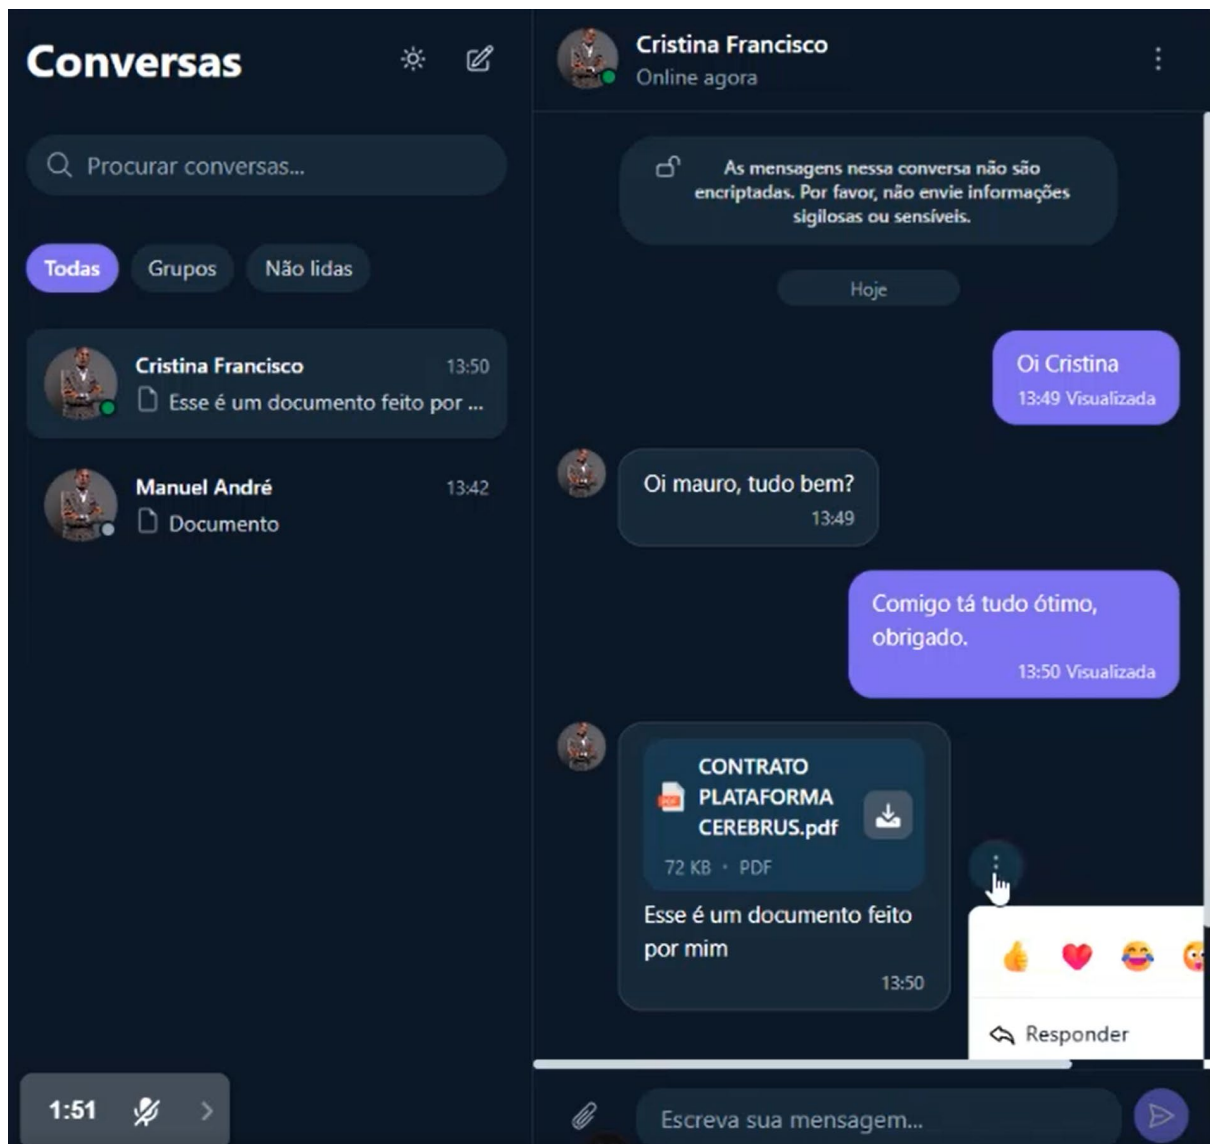 Conversas
Procurar conversas...
Todas
Grupos
Não lidas
Cristina Francisco
13:50
Esse é um documento feito por ...
Manuel André
13:42
Documento
1:51
Cristina Francisco
Online agora
As mensagens nessa conversa não são
encriptadas. Por favor, não envie informações
sigilosas ou sensíveis.
Hoje
Oi Cristina
13:49 Visualizada
Oi mauro, tudo bem?
13:49
Comigo tá tudo ótimo,
obrigado.
13:50 Visualizada
CONTRATO
PLATAFORMA
CEREBRUS.pdf
PDF
72 KB · PDF
Esse é um documento feito
por mim
13:50
Responder
Escreva sua mensagem...